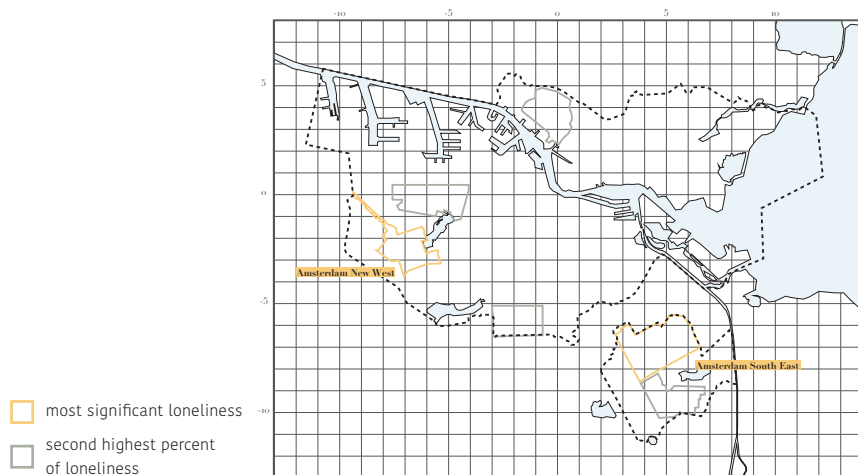 -10 -5 0 5 10
5
0
-5
-10
Amsterdam New West
Amsterdam South East
most significant loneliness
second highest percent
of loneliness